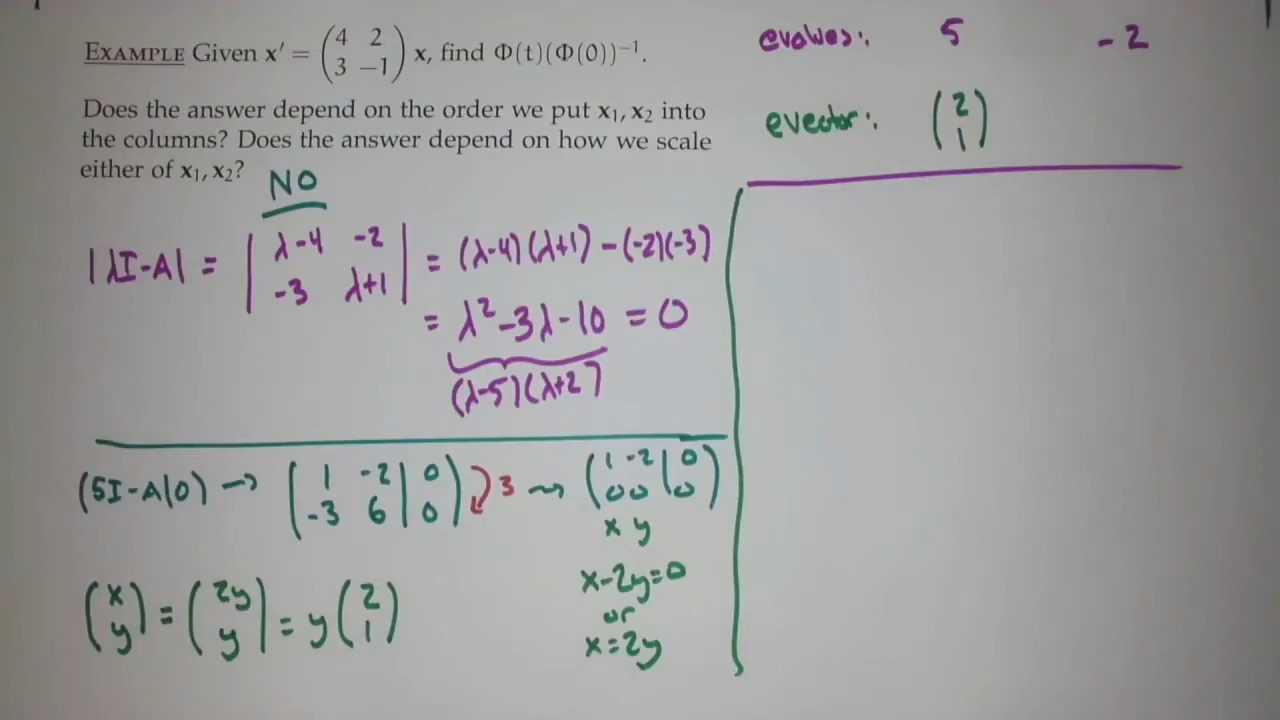 EXAMPLE Given x′ = (4 2 3 −1) x, find Φ(t)(Φ(0))⁻¹.
Does the answer depend on the order we put x₁, x₂ into
the columns? Does the answer depend on how we scale
either of x₁, x₂?
NO
|λI-A| = | λ-4 -2 -3 λ+1 | = (λ-4)(λ+1) - (-2)(-3)
= λ² - 3λ - 10 = 0
(λ-5)(λ+2)
(5I-A|0) → ( 1 -2 | 0 -3 6 | 0 ) 3 ⇝ ( 1 -2 | 0 0 0 | 0 )
x y
x-2y=0
or
x=2y
(x y) = (2y y) = y (2 1)
evalues: 5 -2
evector: (2 1)